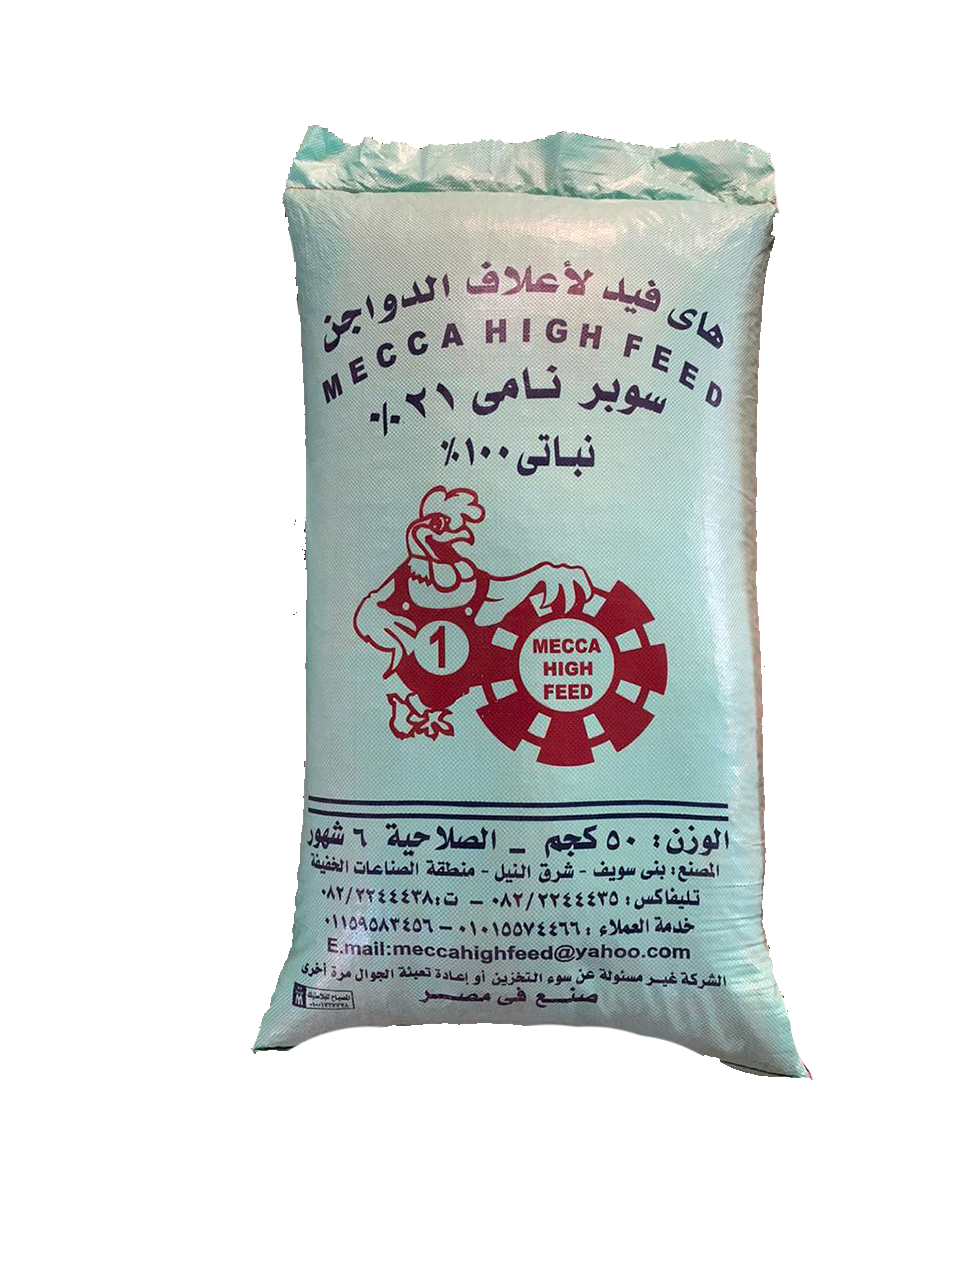 هاى فيد لأعلاف الدواجن
MECCA HIGH FEED
سوبر نامى ٢١٪
نباتى ١٠٠٪
1
MECCA
HIGH
FEED
الوزن: ٥٠ كجم _ الصلاحية ٦ شهور
المصنع: بنى سويف - شرق النيل - منطقة الصناعات الخفيفة
تليفاكس: ٠٨٢/٢٢٤٤٤٣٥ – ت: ٠٨٢/٢٢٤٤٤٣٨
خدمة العملاء: ٠١٠١٥٥٧٤٤٦٦ – ٠١١٥٩٥٨٣٤٥٦
E.mail:meccahighfeed@yahoo.com
الشركة غير مسئولة عن سوء التخزين أو إعادة تعبئة الجوال مرة أخرى
صنع فى مصر